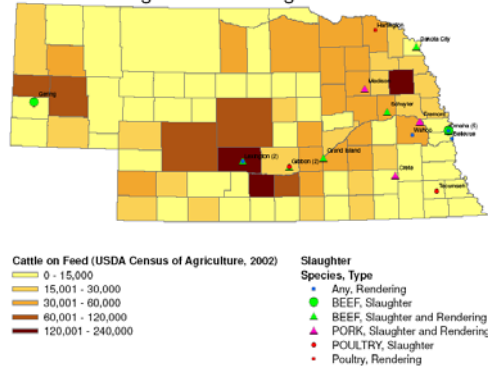 Hartington
Dakota City
Madison
Gering
Schuyler
Fremont
Omaha (5)
Wahoo
Bellevue
Lexington (2)
Gibbon (2)
Grand Island
Crete
Tecumseh
Cattle on Feed (USDA Census of Agriculture, 2002)
0 - 15,000
15,001 - 30,000
30,001 - 60,000
60,001 - 120,000
120,001 - 240,000
Slaughter
Species, Type
Any, Rendering
BEEF, Slaughter
BEEF, Slaughter and Rendering
PORK, Slaughter and Rendering
POULTRY, Slaughter
Poultry, Rendering